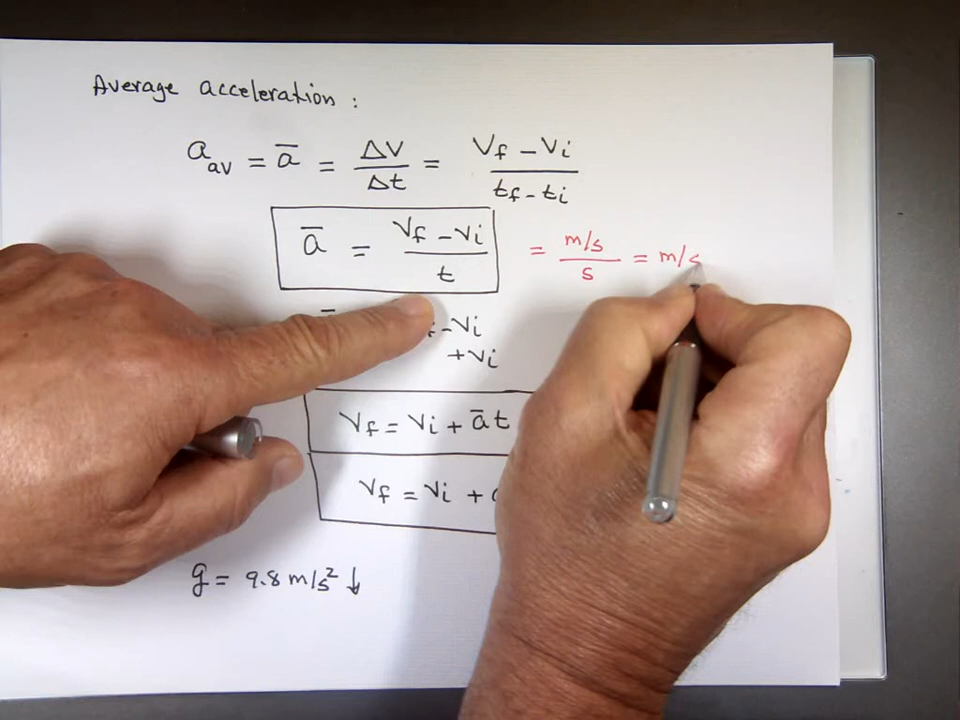 Average acceleration :
a_av = ā = ΔV/Δt = (Vf - Vi)/(tf - ti)
ā = (Vf - Vi)/t = (m/s)/s = m/s
-Vi
+Vi
Vf = Vi + āt
Vf = Vi +
g = 9.8 m/s² ↓